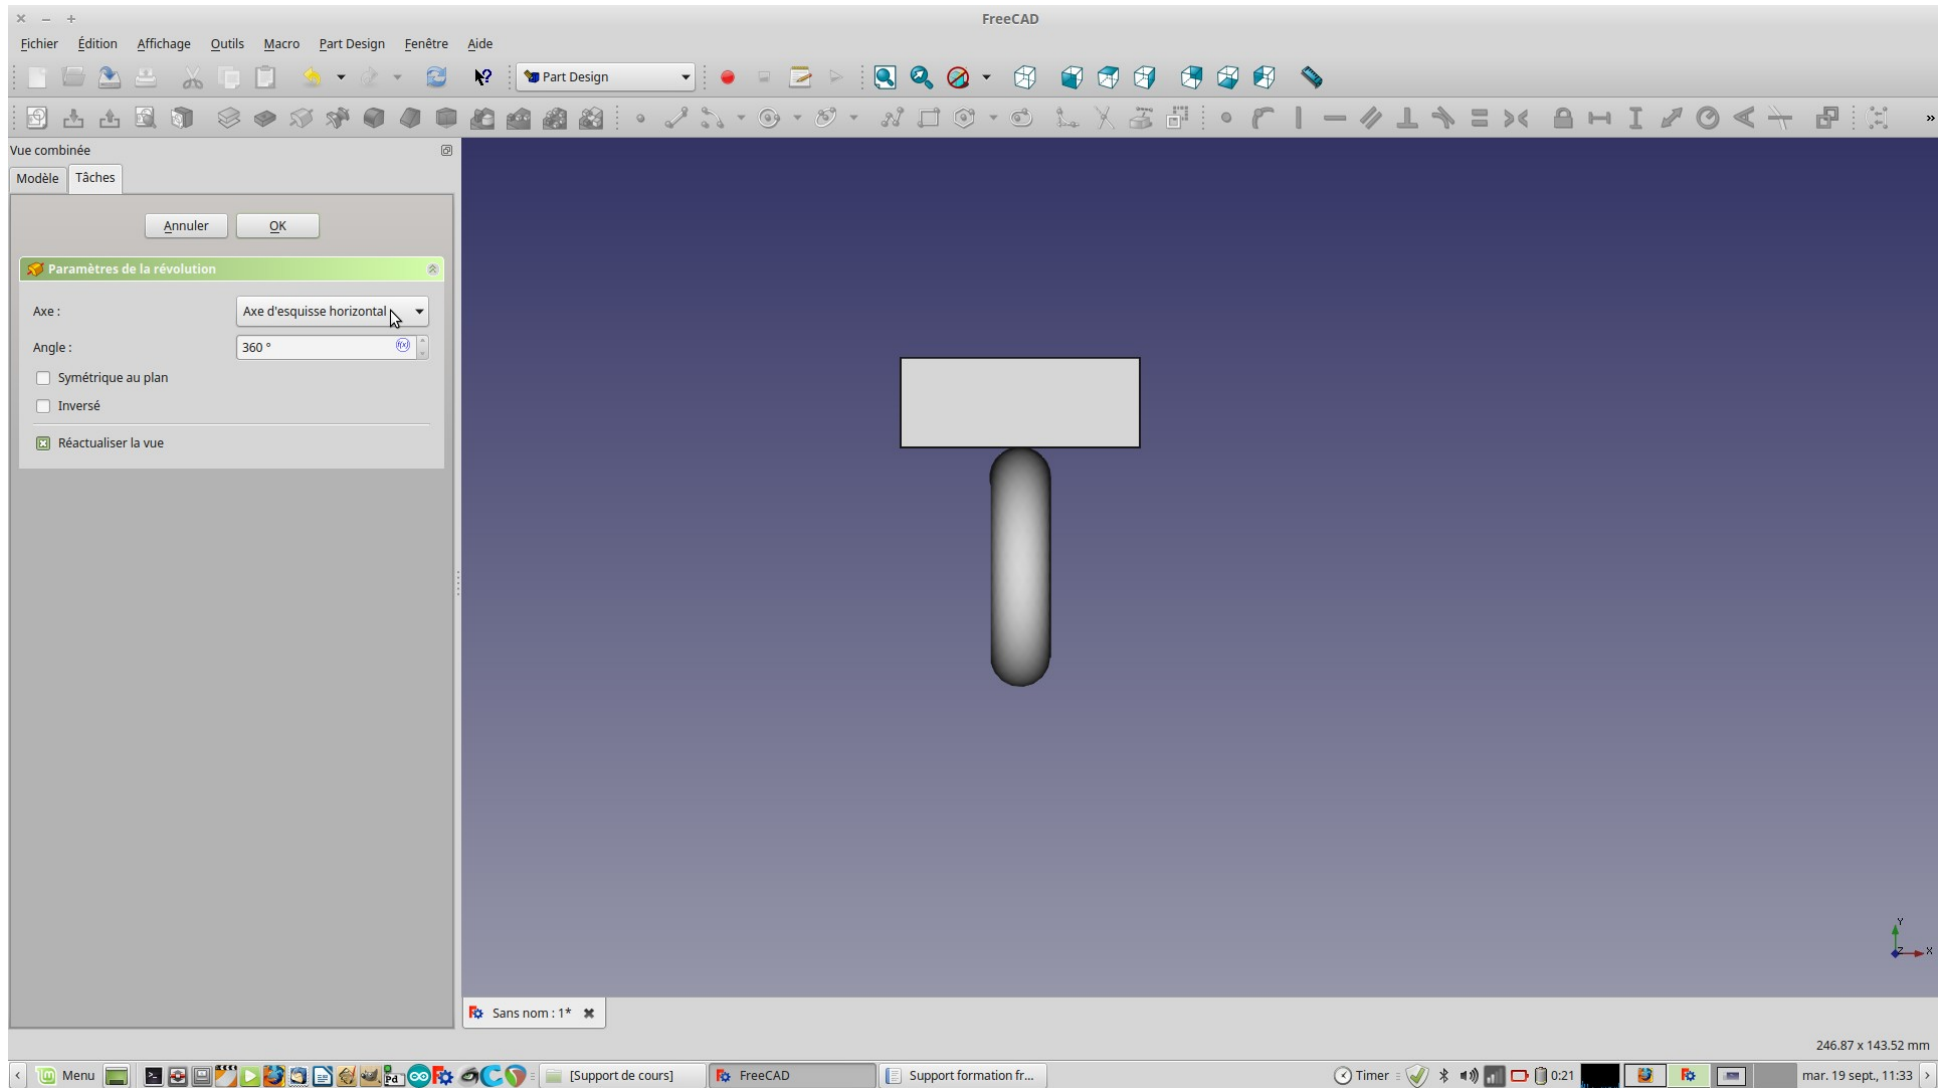 FreeCAD
Fichier Édition Affichage Outils Macro Part Design Fenêtre Aide
Part Design
»
Vue combinée
Modèle Tâches
Annuler OK
Paramètres de la révolution
Axe : Axe d'esquisse horizontal
Angle : 360 ° f(x)
Symétrique au plan
Inversé
Réactualiser la vue
Y
Z X
Sans nom : 1*
246.87 x 143.52 mm
Menu Pd [Support de cours] FreeCAD Support formation fr... Timer 0:21 mar. 19 sept., 11:33